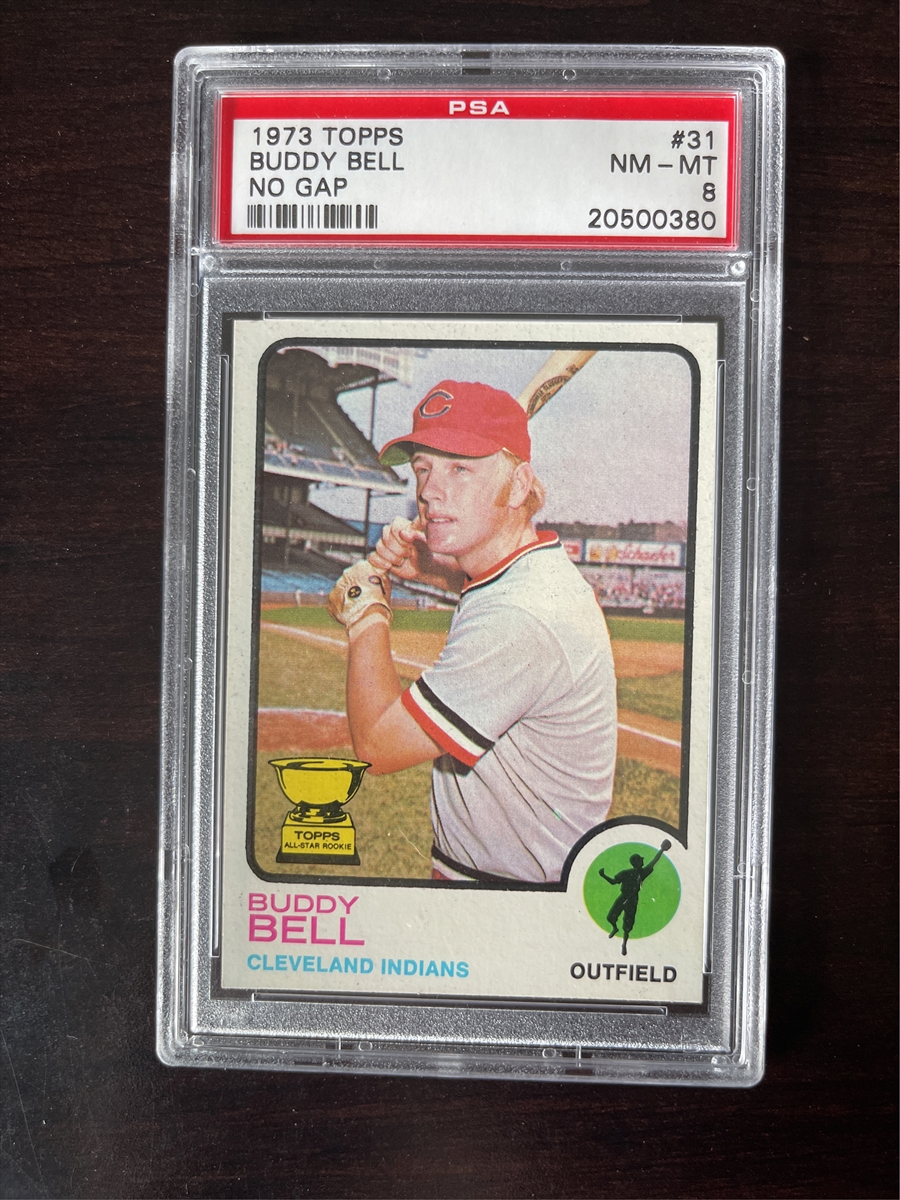 PSA
1973 TOPPS #31
BUDDY BELL NM-MT
NO GAP 8
20500380
C
Schaefer
TOPPS
ALL-STAR ROOKIE
BUDDY
BELL
CLEVELAND INDIANS
OUTFIELD